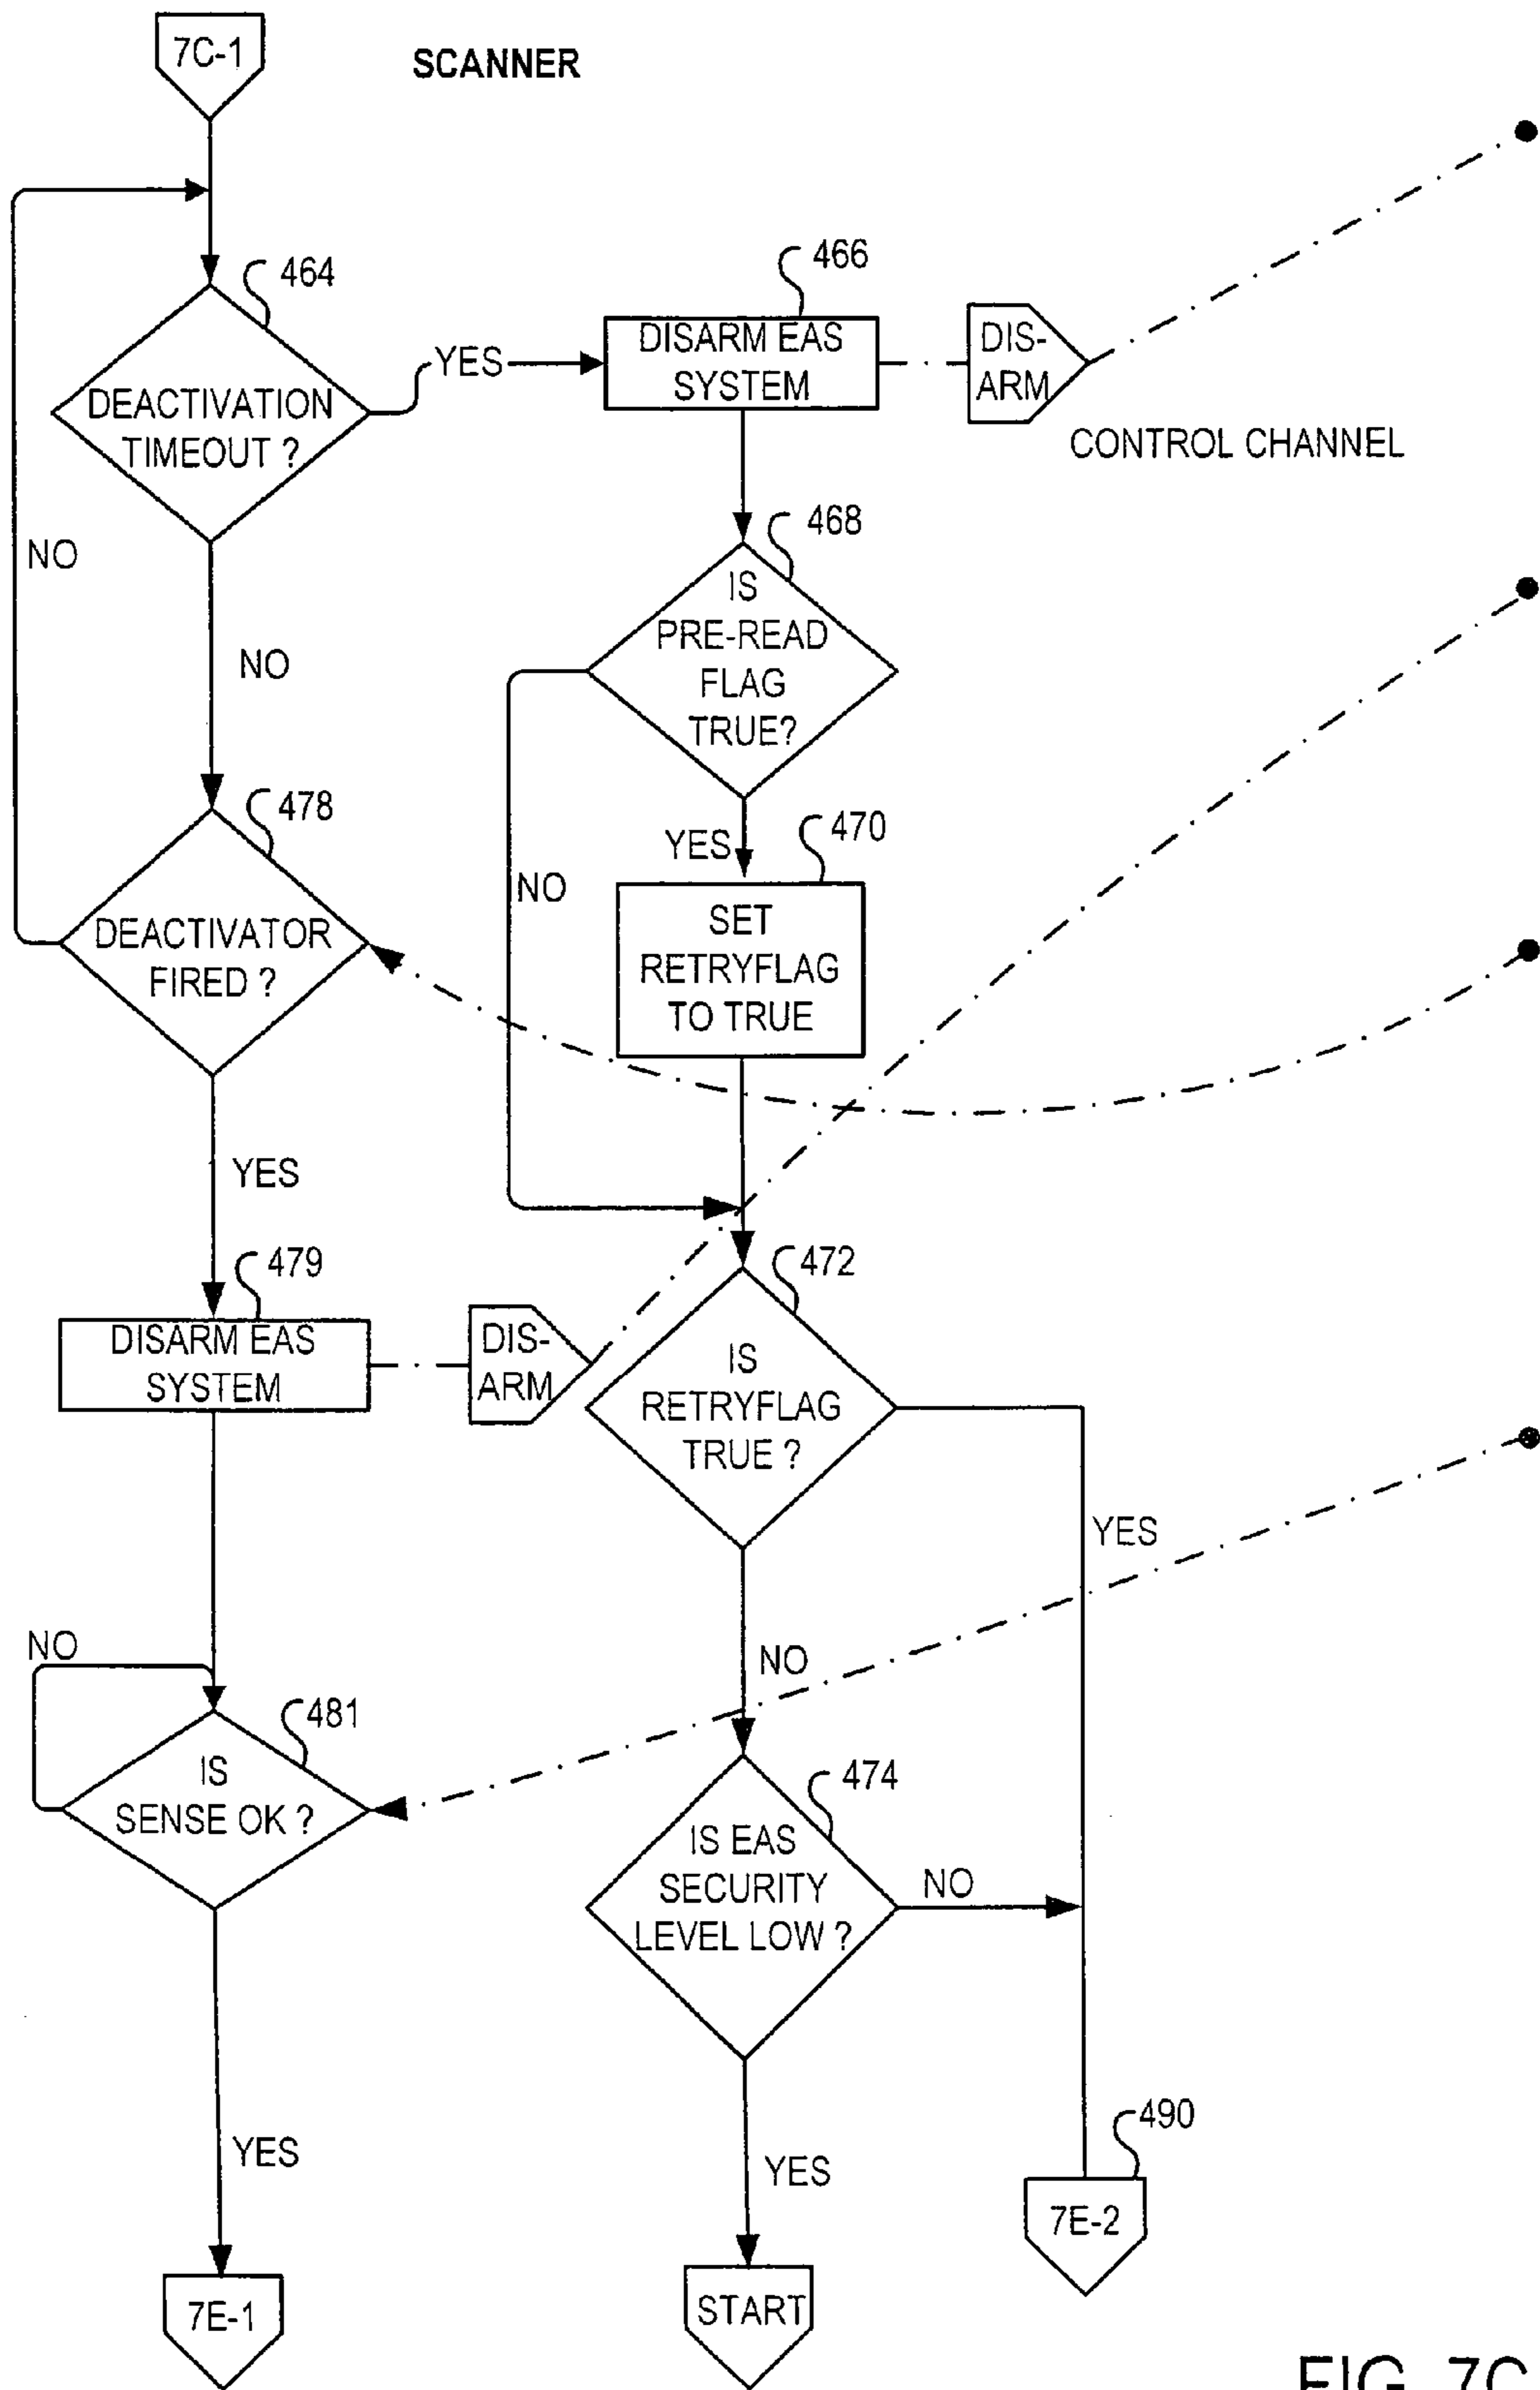 7C-1
SCANNER
464
466
DEACTIVATION
TIMEOUT ?
YES
DISARM EAS
SYSTEM
DIS-
ARM
CONTROL CHANNEL
NO
NO
468
IS
PRE-READ
FLAG
TRUE?
YES
NO
470
SET
RETRYFLAG
TO TRUE
478
DEACTIVATOR
FIRED ?
YES
479
DISARM EAS
SYSTEM
DIS-
ARM
472
IS
RETRYFLAG
TRUE ?
YES
NO
NO
481
IS
SENSE OK ?
474
IS EAS
SECURITY
LEVEL LOW ?
NO
YES
YES
490
7E-1
START
7E-2
FIG. 7C